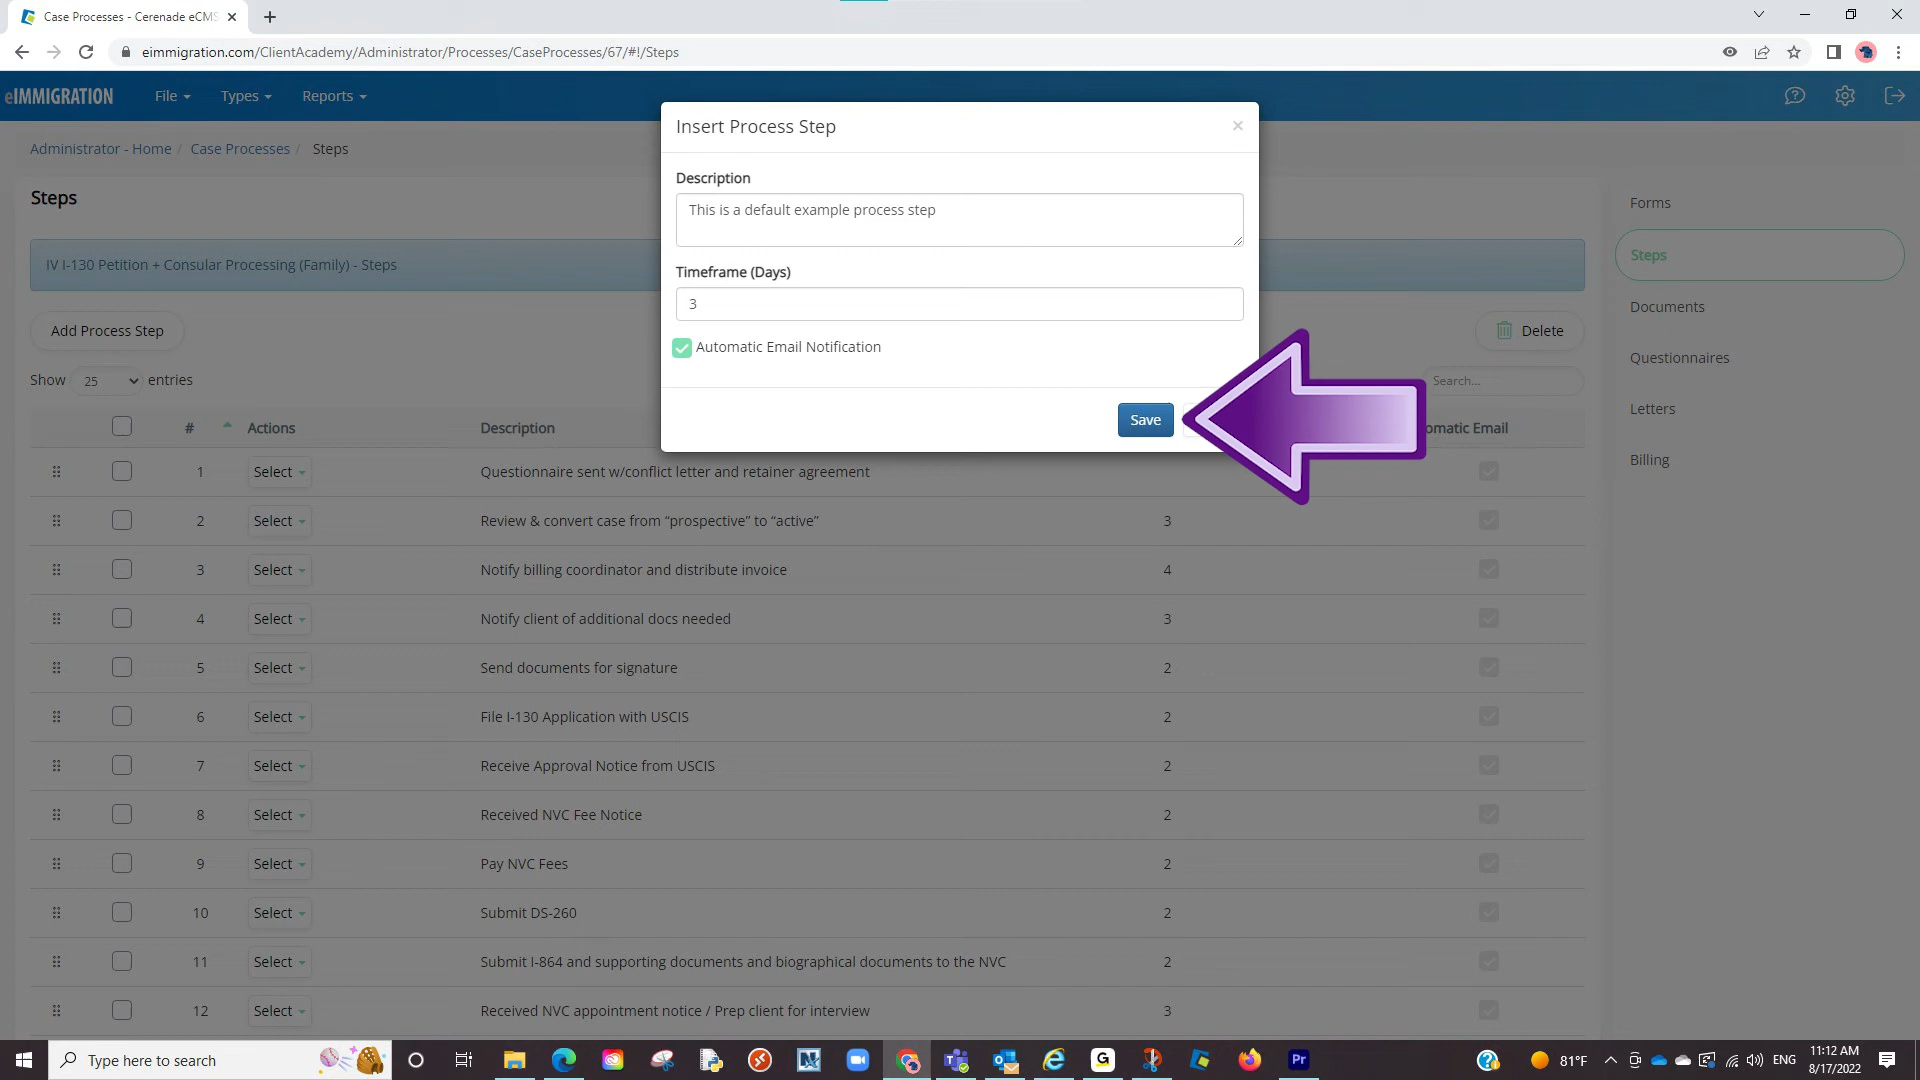 Case Processes - Cerenade eCMS
eimmigration.com/ClientAcademy/Administrator/Processes/CaseProcesses/67/#!/Steps
eIMMIGRATION
File
Types
Reports
Administrator - Home / Case Processes / Steps
Steps
IV I-130 Petition + Consular Processing (Family) - Steps
Add Process Step
Delete
Show 25 entries
Search...
Insert Process Step
Description
This is a default example process step
Timeframe (Days)
3
Automatic Email Notification
Save
Forms
Steps
Documents
Questionnaires
Letters
Billing
# Actions Description omatic Email
1 Select Questionnaire sent w/conflict letter and retainer agreement
2 Select Review & convert case from “prospective” to “active” 3
3 Select Notify billing coordinator and distribute invoice 4
4 Select Notify client of additional docs needed 3
5 Select Send documents for signature 2
6 Select File I-130 Application with USCIS 2
7 Select Receive Approval Notice from USCIS 2
8 Select Received NVC Fee Notice 2
9 Select Pay NVC Fees 2
10 Select Submit DS-260 2
11 Select Submit I-864 and supporting documents and biographical documents to the NVC 2
12 Select Received NVC appointment notice / Prep client for interview 3
Type here to search
G
Pr
81°F
ENG
11:12 AM
8/17/2022